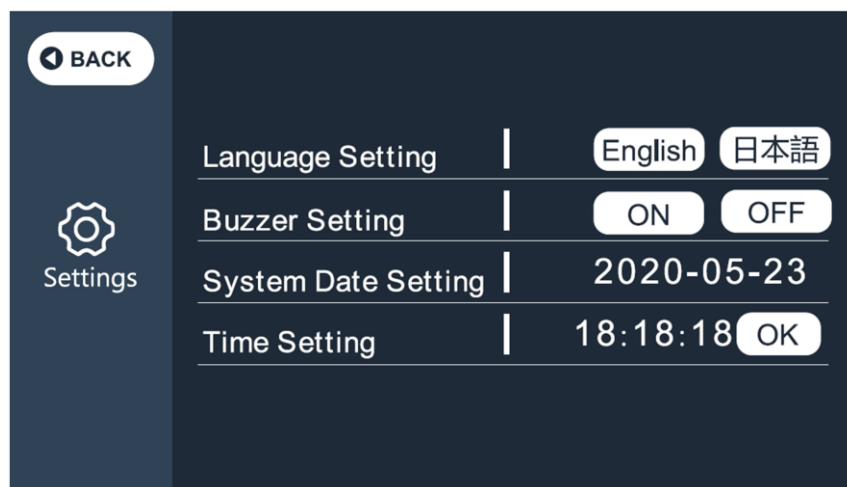 BACK
Language Setting English 日本語
Buzzer Setting ON OFF
Settings
System Date Setting 2020-05-23
Time Setting 18:18:18 OK